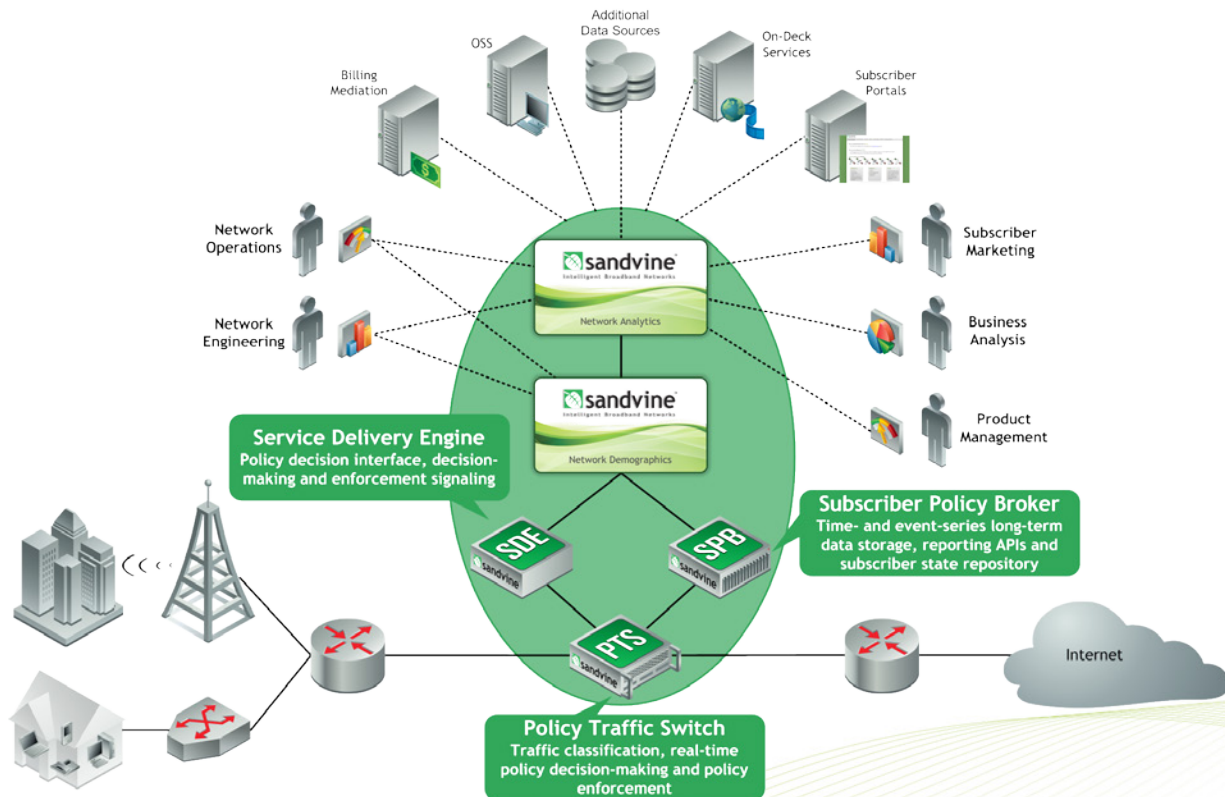 Additional
Data Sources
OSS
On-Deck
Services
Billing
Mediation
Subscriber
Portals
Network
Operations
Subscriber
Marketing
sandvine
Intelligent Broadband Networks
Network Analytics
Network
Engineering
Business
Analysis
sandvine
Intelligent Broadband Networks
Network Demographics
Product
Management
Service Delivery Engine
Policy decision interface, decision-
making and enforcement signaling
Subscriber Policy Broker
Time- and event-series long-term
data storage, reporting APIs and
subscriber state repository
SDE
sandvine
SPB
sandvine
PTS
sandvine
Internet
Policy Traffic Switch
Traffic classification, real-time
policy decision-making and policy
enforcement